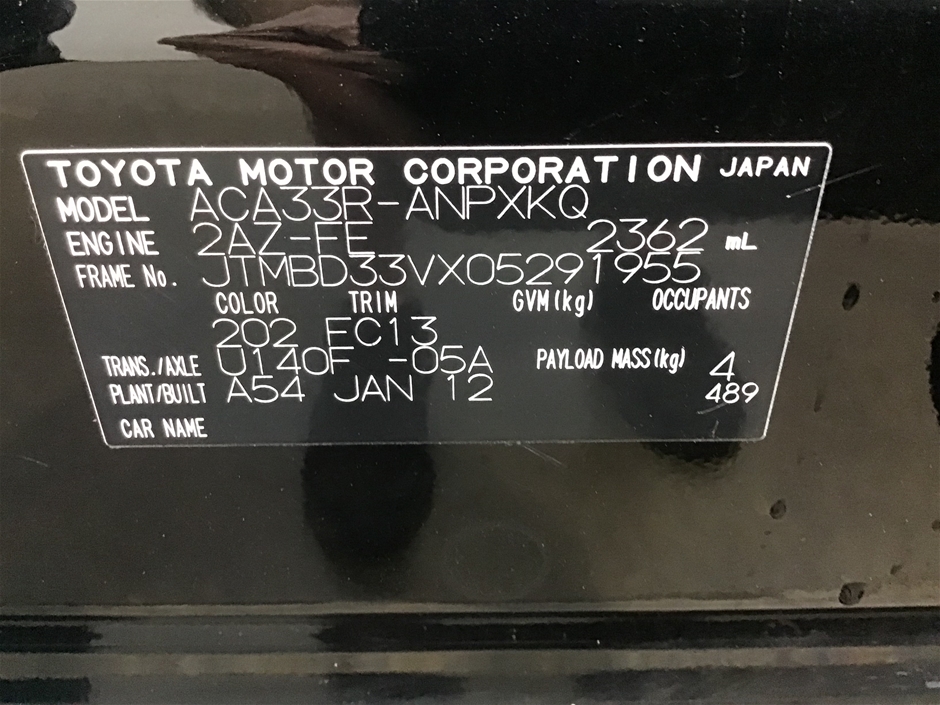 TOYOTA MOTOR CORPORATION JAPAN
MODEL ACA33R-ANPXKQ
ENGINE 2AZ-FE 2362 mL
FRAME No. JTMBD33VX05291955
COLOR TRIM GVM(kg) OCCUPANTS
202 FC13
TRANS./AXLE U140F -05A PAYLOAD MASS(kg) 4
PLANT/BUILT A54 JAN 12 489
CAR NAME